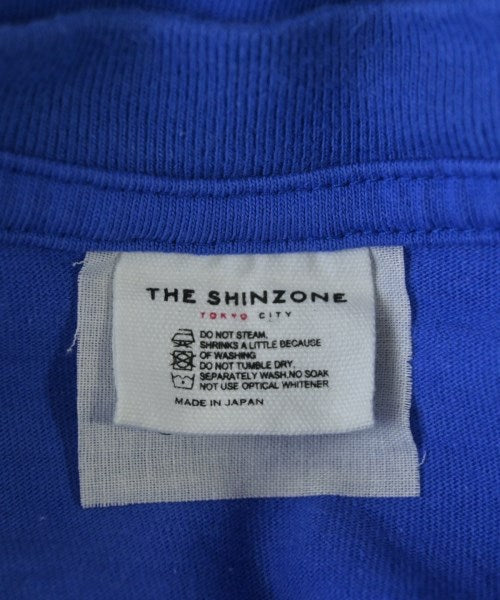 THE SHINZONE
TOKYO CITY
DO NOT STEAM.
SHRINKS A LITTLE BECAUSE
OF WASHING
DO NOT TUMBLE DRY.
SEPARATELY WASH.NO SOAK
NOT USE OPTICAL WHITENER
MADE IN JAPAN